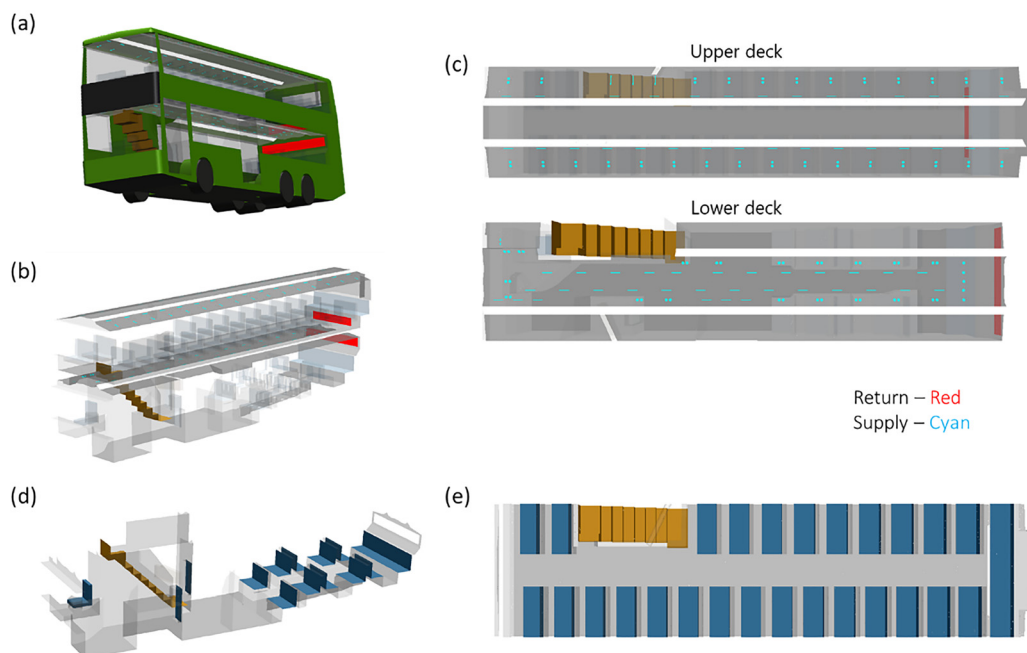 (a)
(c)
Upper deck
Lower deck
(b)
Return – Red
Supply – Cyan
(d)
(e)